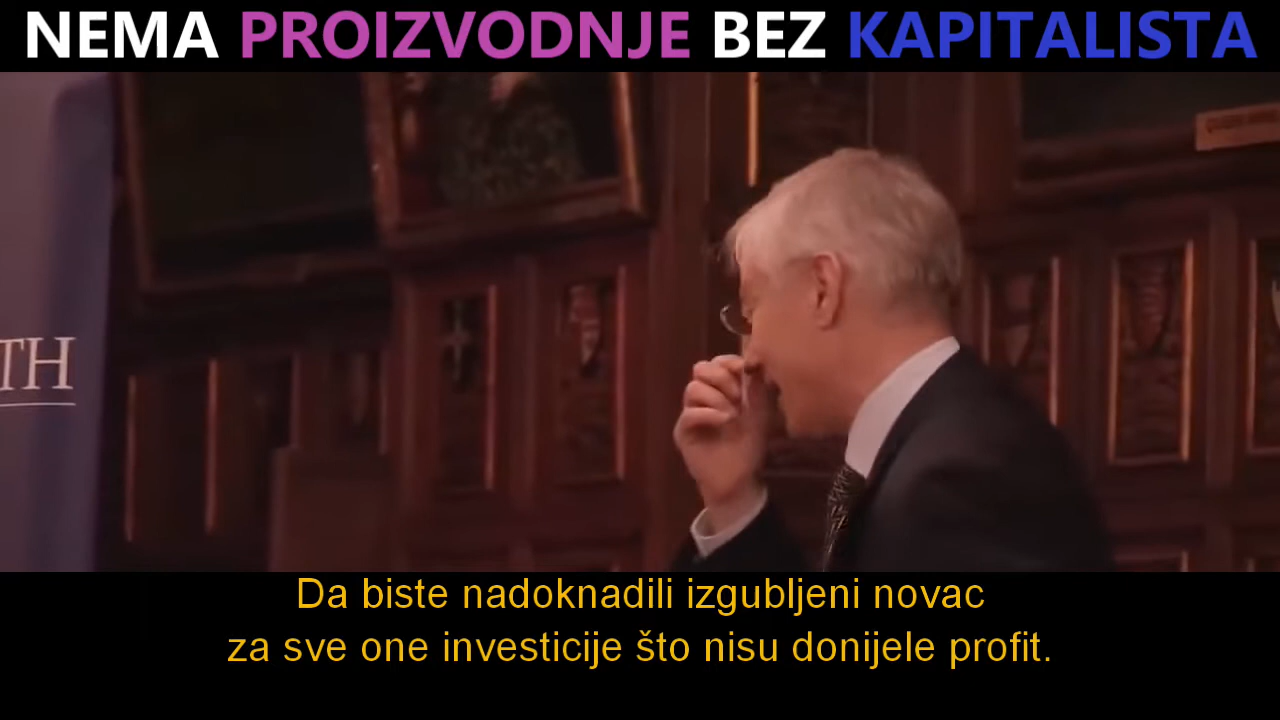 NEMA PROIZVODNJE BEZ KAPITALISTA
TH
Da biste nadoknadili izgubljeni novac
za sve one investicije što nisu donijele profit.